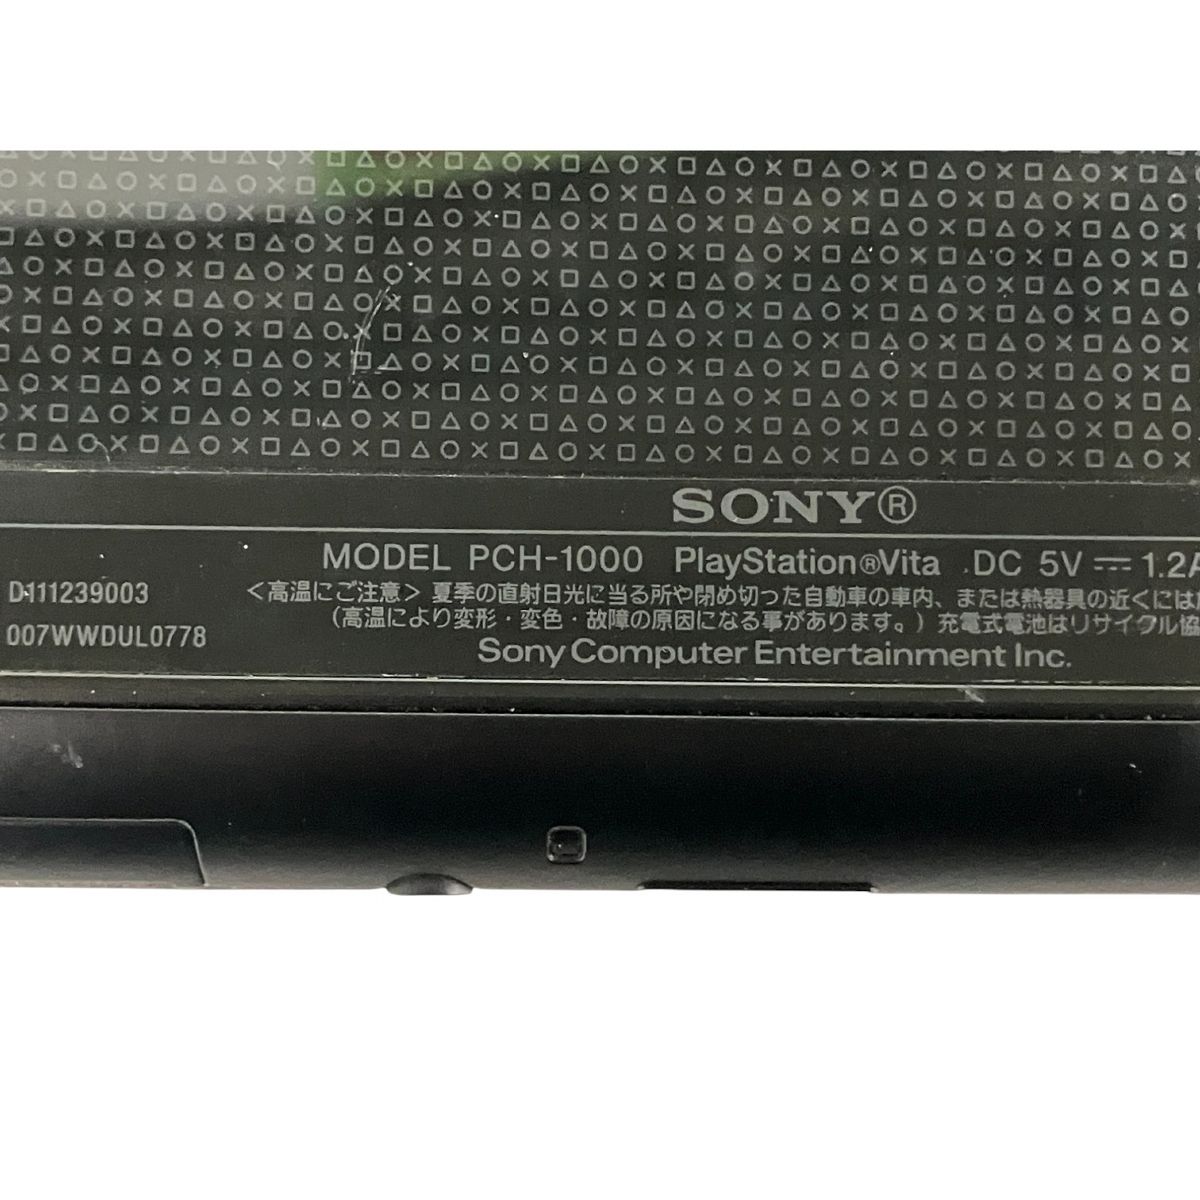 SONY®
MODEL PCH-1000 PlayStation®Vita DC 5V ⎓ 1.2A
D111239003
<高温にご注意> 夏季の直射日光に当る所や閉め切った自動車の車内、または熱器具の近くには
(高温により変形・変色・故障の原因になる事があります。) 充電式電池はリサイクル協
007WWDUL0778
Sony Computer Entertainment Inc.